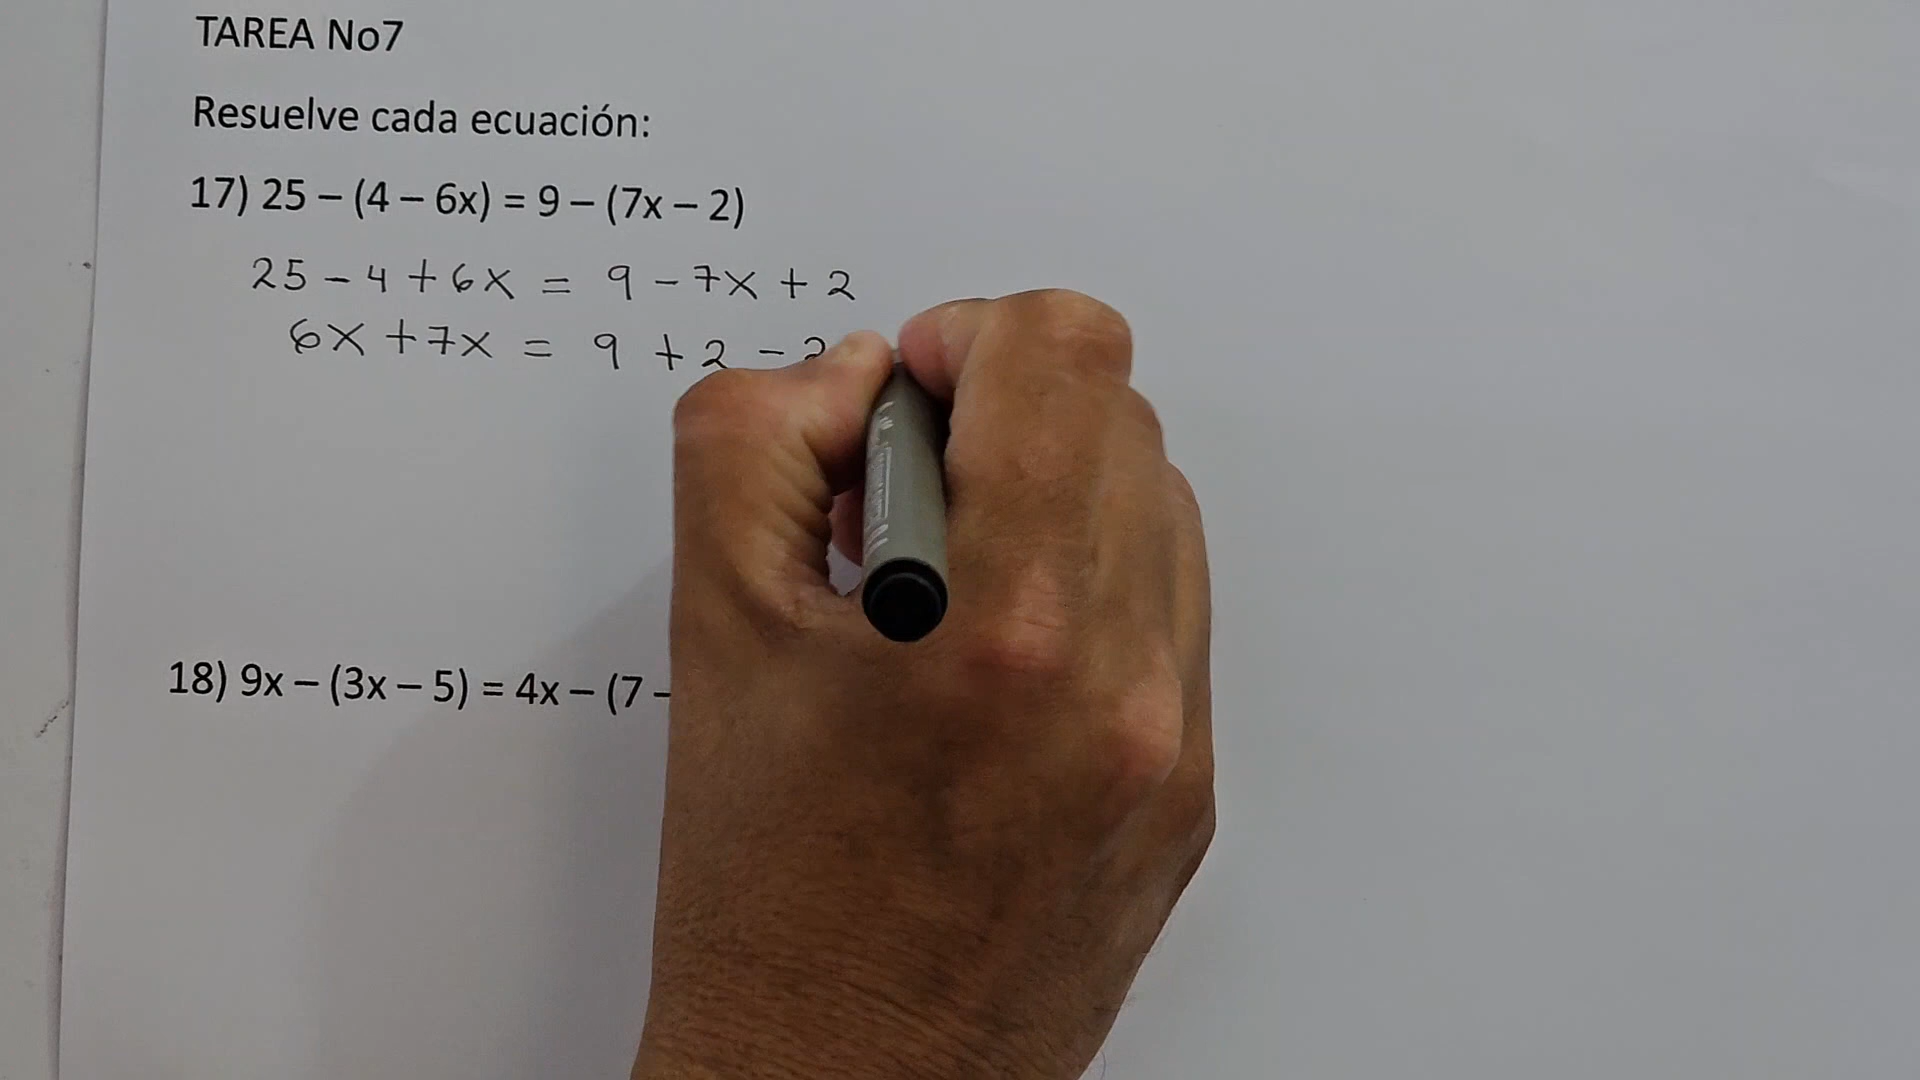 TAREA No7
Resuelve cada ecuación:
17) 25 – (4 – 6x) = 9 – (7x – 2)
25 - 4 + 6x = 9 - 7x + 2
6x + 7x = 9 + 2 - 2
18) 9x – (3x – 5) = 4x – (7 –